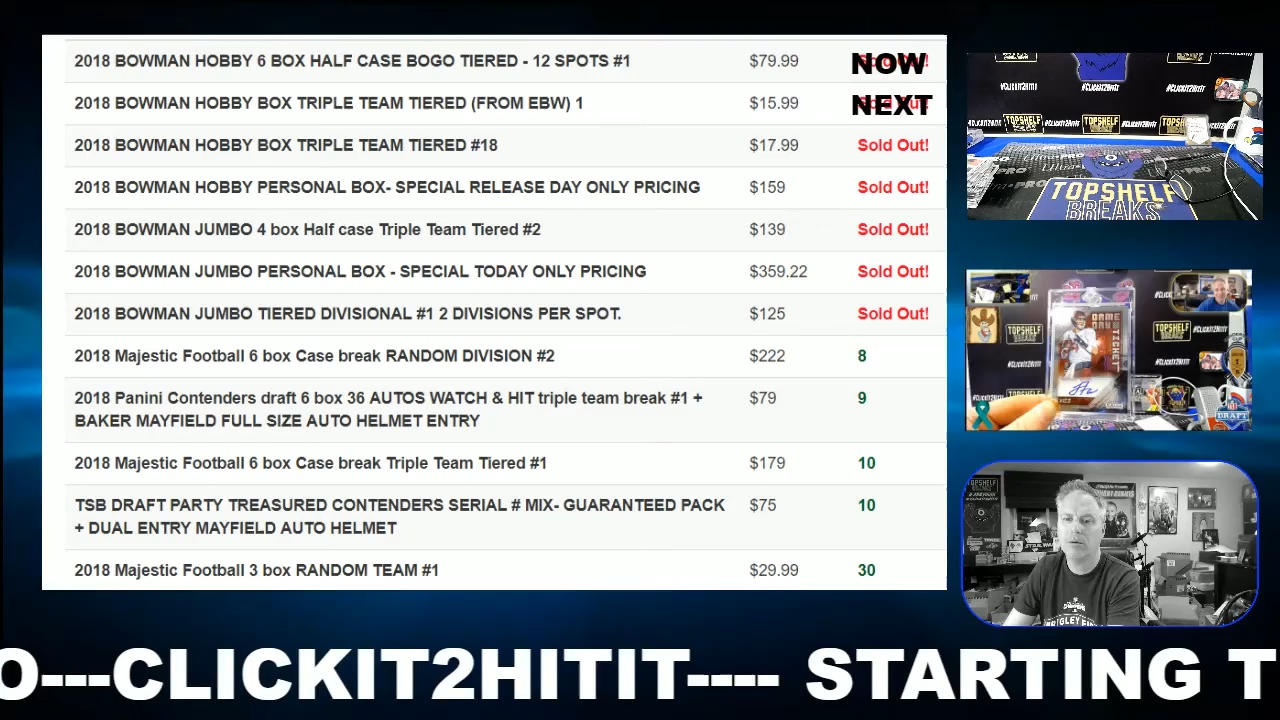 2018 BOWMAN HOBBY 6 BOX HALF CASE BOGO TIERED - 12 SPOTS #1 $79.99 NOW
2018 BOWMAN HOBBY BOX TRIPLE TEAM TIERED (FROM EBW) 1 $15.99 NEXT
2018 BOWMAN HOBBY BOX TRIPLE TEAM TIERED #18 $17.99 Sold Out!
2018 BOWMAN HOBBY PERSONAL BOX- SPECIAL RELEASE DAY ONLY PRICING $159 Sold Out!
2018 BOWMAN JUMBO 4 box Half case Triple Team Tiered #2 $139 Sold Out!
2018 BOWMAN JUMBO PERSONAL BOX - SPECIAL TODAY ONLY PRICING $359.22 Sold Out!
2018 BOWMAN JUMBO TIERED DIVISIONAL #1 2 DIVISIONS PER SPOT. $125 Sold Out!
2018 Majestic Football 6 box Case break RANDOM DIVISION #2 $222 8
2018 Panini Contenders draft 6 box 36 AUTOS WATCH & HIT triple team break #1 + $79 9
BAKER MAYFIELD FULL SIZE AUTO HELMET ENTRY
2018 Majestic Football 6 box Case break Triple Team Tiered #1 $179 10
TSB DRAFT PARTY TREASURED CONTENDERS SERIAL # MIX- GUARANTEED PACK $75 10
+ DUAL ENTRY MAYFIELD AUTO HELMET
2018 Majestic Football 3 box RANDOM TEAM #1 $29.99 30
#CLICKIT2HITIT
TOPSHELF
TOPSHELF
BREAKS
TOPSHELF
GAME
DAY
TICKET
TOPSHELF
#CLICKIT2HITIT
DRAFT
O---CLICKIT2HITIT---- STARTING T